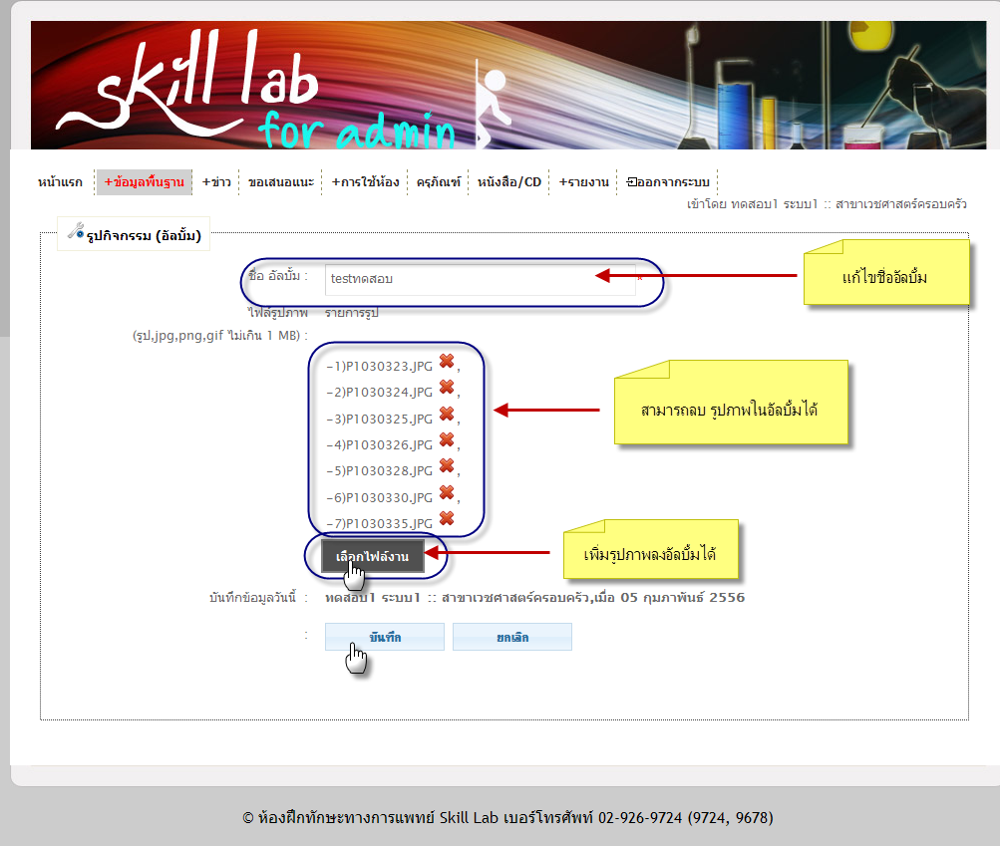 skill lab
for admin
หน้าแรก +ข้อมูลพื้นฐาน +ข่าว ขอเสนอแนะ +การใช้ห้อง ครุภัณฑ์ หนังสือ/CD +รายงาน ออกจากระบบ
เข้าโดย ทดสอบ1 ระบบ1 :: สาขาเวชศาสตร์ครอบครัว
รูปกิจกรรม (อัลบั้ม)
ชื่อ อัลบั้ม : testทดสอบ *
แก้ไขชื่ออัลบั้ม
ไฟล์รูปภาพ รายการรูป
(รูป,jpg,png,gif ไม่เกิน 1 MB) :
-1)P1030323.JPG ,
-2)P1030324.JPG ,
-3)P1030325.JPG ,
สามารถลบ รูปภาพในอัลบั้มได้
-4)P1030326.JPG ,
-5)P1030328.JPG ,
-6)P1030330.JPG ,
-7)P1030335.JPG
เลือกไฟล์งาน
เพิ่มรูปภาพลงอัลบั้มได้
บันทึกข้อมูลวันนี้ : ทดสอบ1 ระบบ1 :: สาขาเวชศาสตร์ครอบครัว,เมื่อ 05 กุมภาพันธ์ 2556
: บันทึก ยกเลิก
© ห้องฝึกทักษะทางการแพทย์ Skill Lab เบอร์โทรศัพท์ 02-926-9724 (9724, 9678)